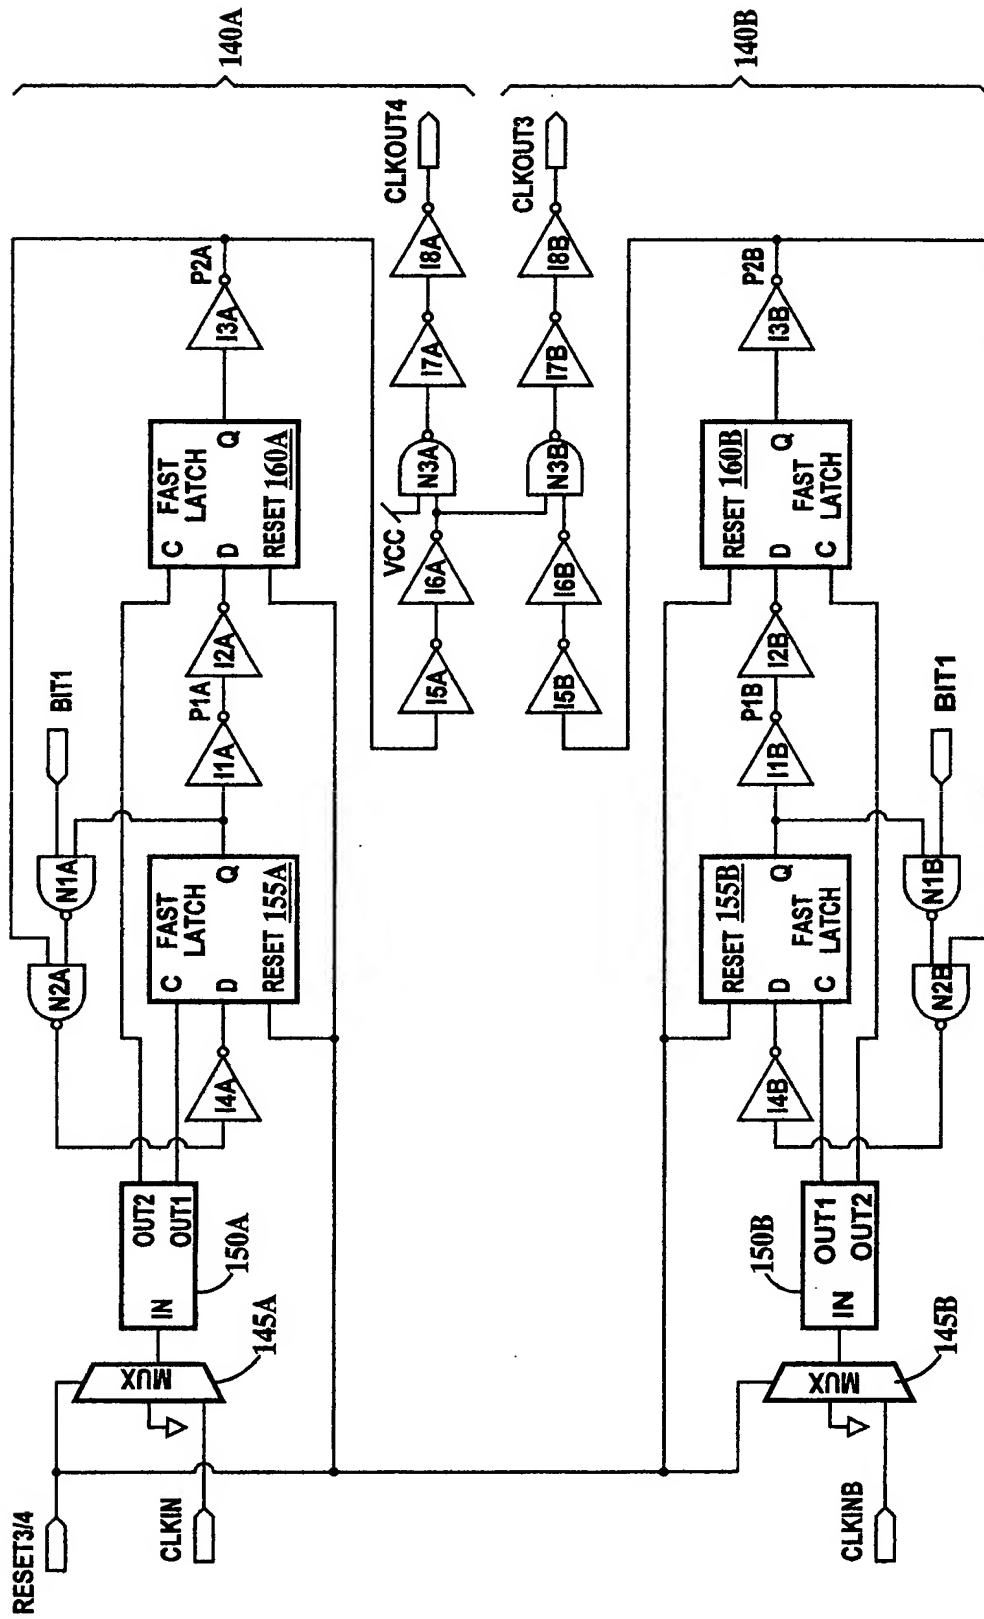 RESET3/4
CLKIN
MUX
145A
IN
OUT2
OUT1
150A
N2A
N1A
BIT1
I4A
C
D
RESET 155A
FAST
LATCH
Q
I1A
P1A
I2A
C
D
RESET 160A
FAST
LATCH
Q
I3A
P2A
140A
I5A
I6A
VCC
N3A
I7A
I8A
CLKOUT4
I5B
I6B
N3B
I7B
I8B
CLKOUT3
140B
CLKINB
MUX
145B
IN
OUT1
OUT2
150B
I4B
RESET 155B
D
C
FAST
LATCH
Q
N2B
N1B
BIT1
I1B
P1B
I2B
RESET 160B
D
C
FAST
LATCH
Q
I3B
P2B